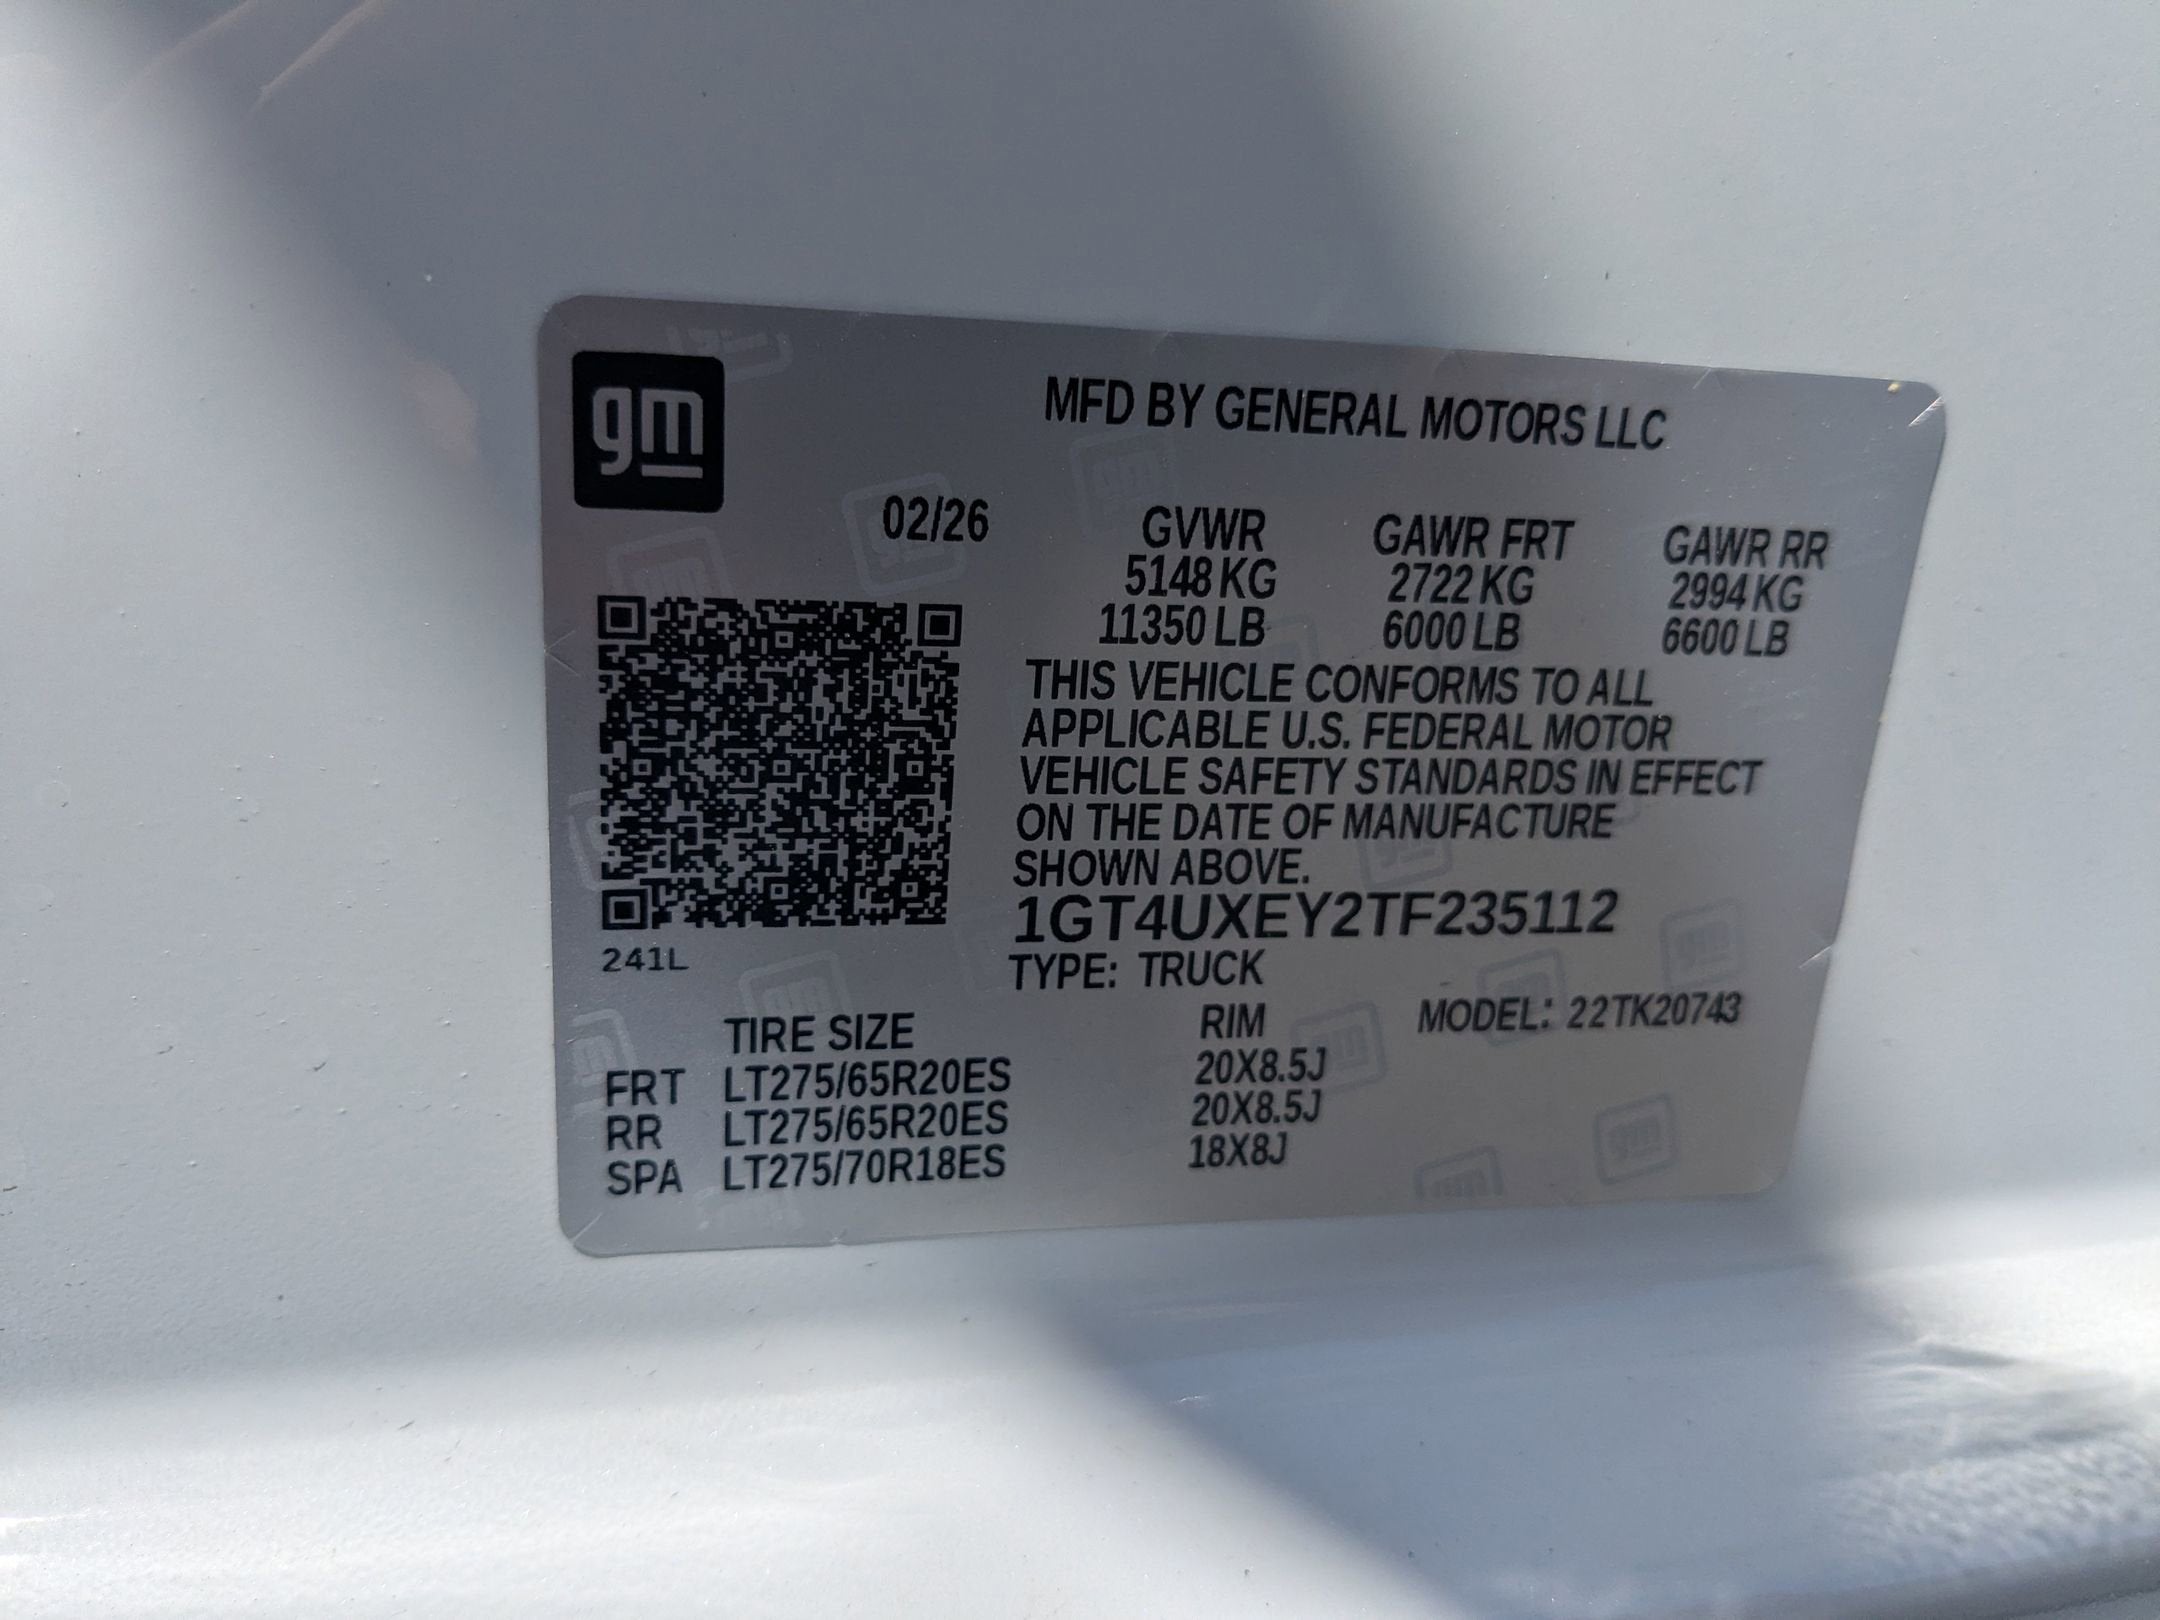 gm
MFD BY GENERAL MOTORS LLC
02/26 GVWR GAWR FRT GAWR RR
5148 KG 2722 KG 2994 KG
11350 LB 6000 LB 6600 LB
THIS VEHICLE CONFORMS TO ALL
APPLICABLE U.S. FEDERAL MOTOR
VEHICLE SAFETY STANDARDS IN EFFECT
ON THE DATE OF MANUFACTURE
SHOWN ABOVE.
1GT4UXEY2TF235112
241L
TYPE: TRUCK
TIRE SIZE RIM MODEL: 22TK20743
FRT LT275/65R20ES 20X8.5J
RR LT275/65R20ES 20X8.5J
SPA LT275/70R18ES 18X8J